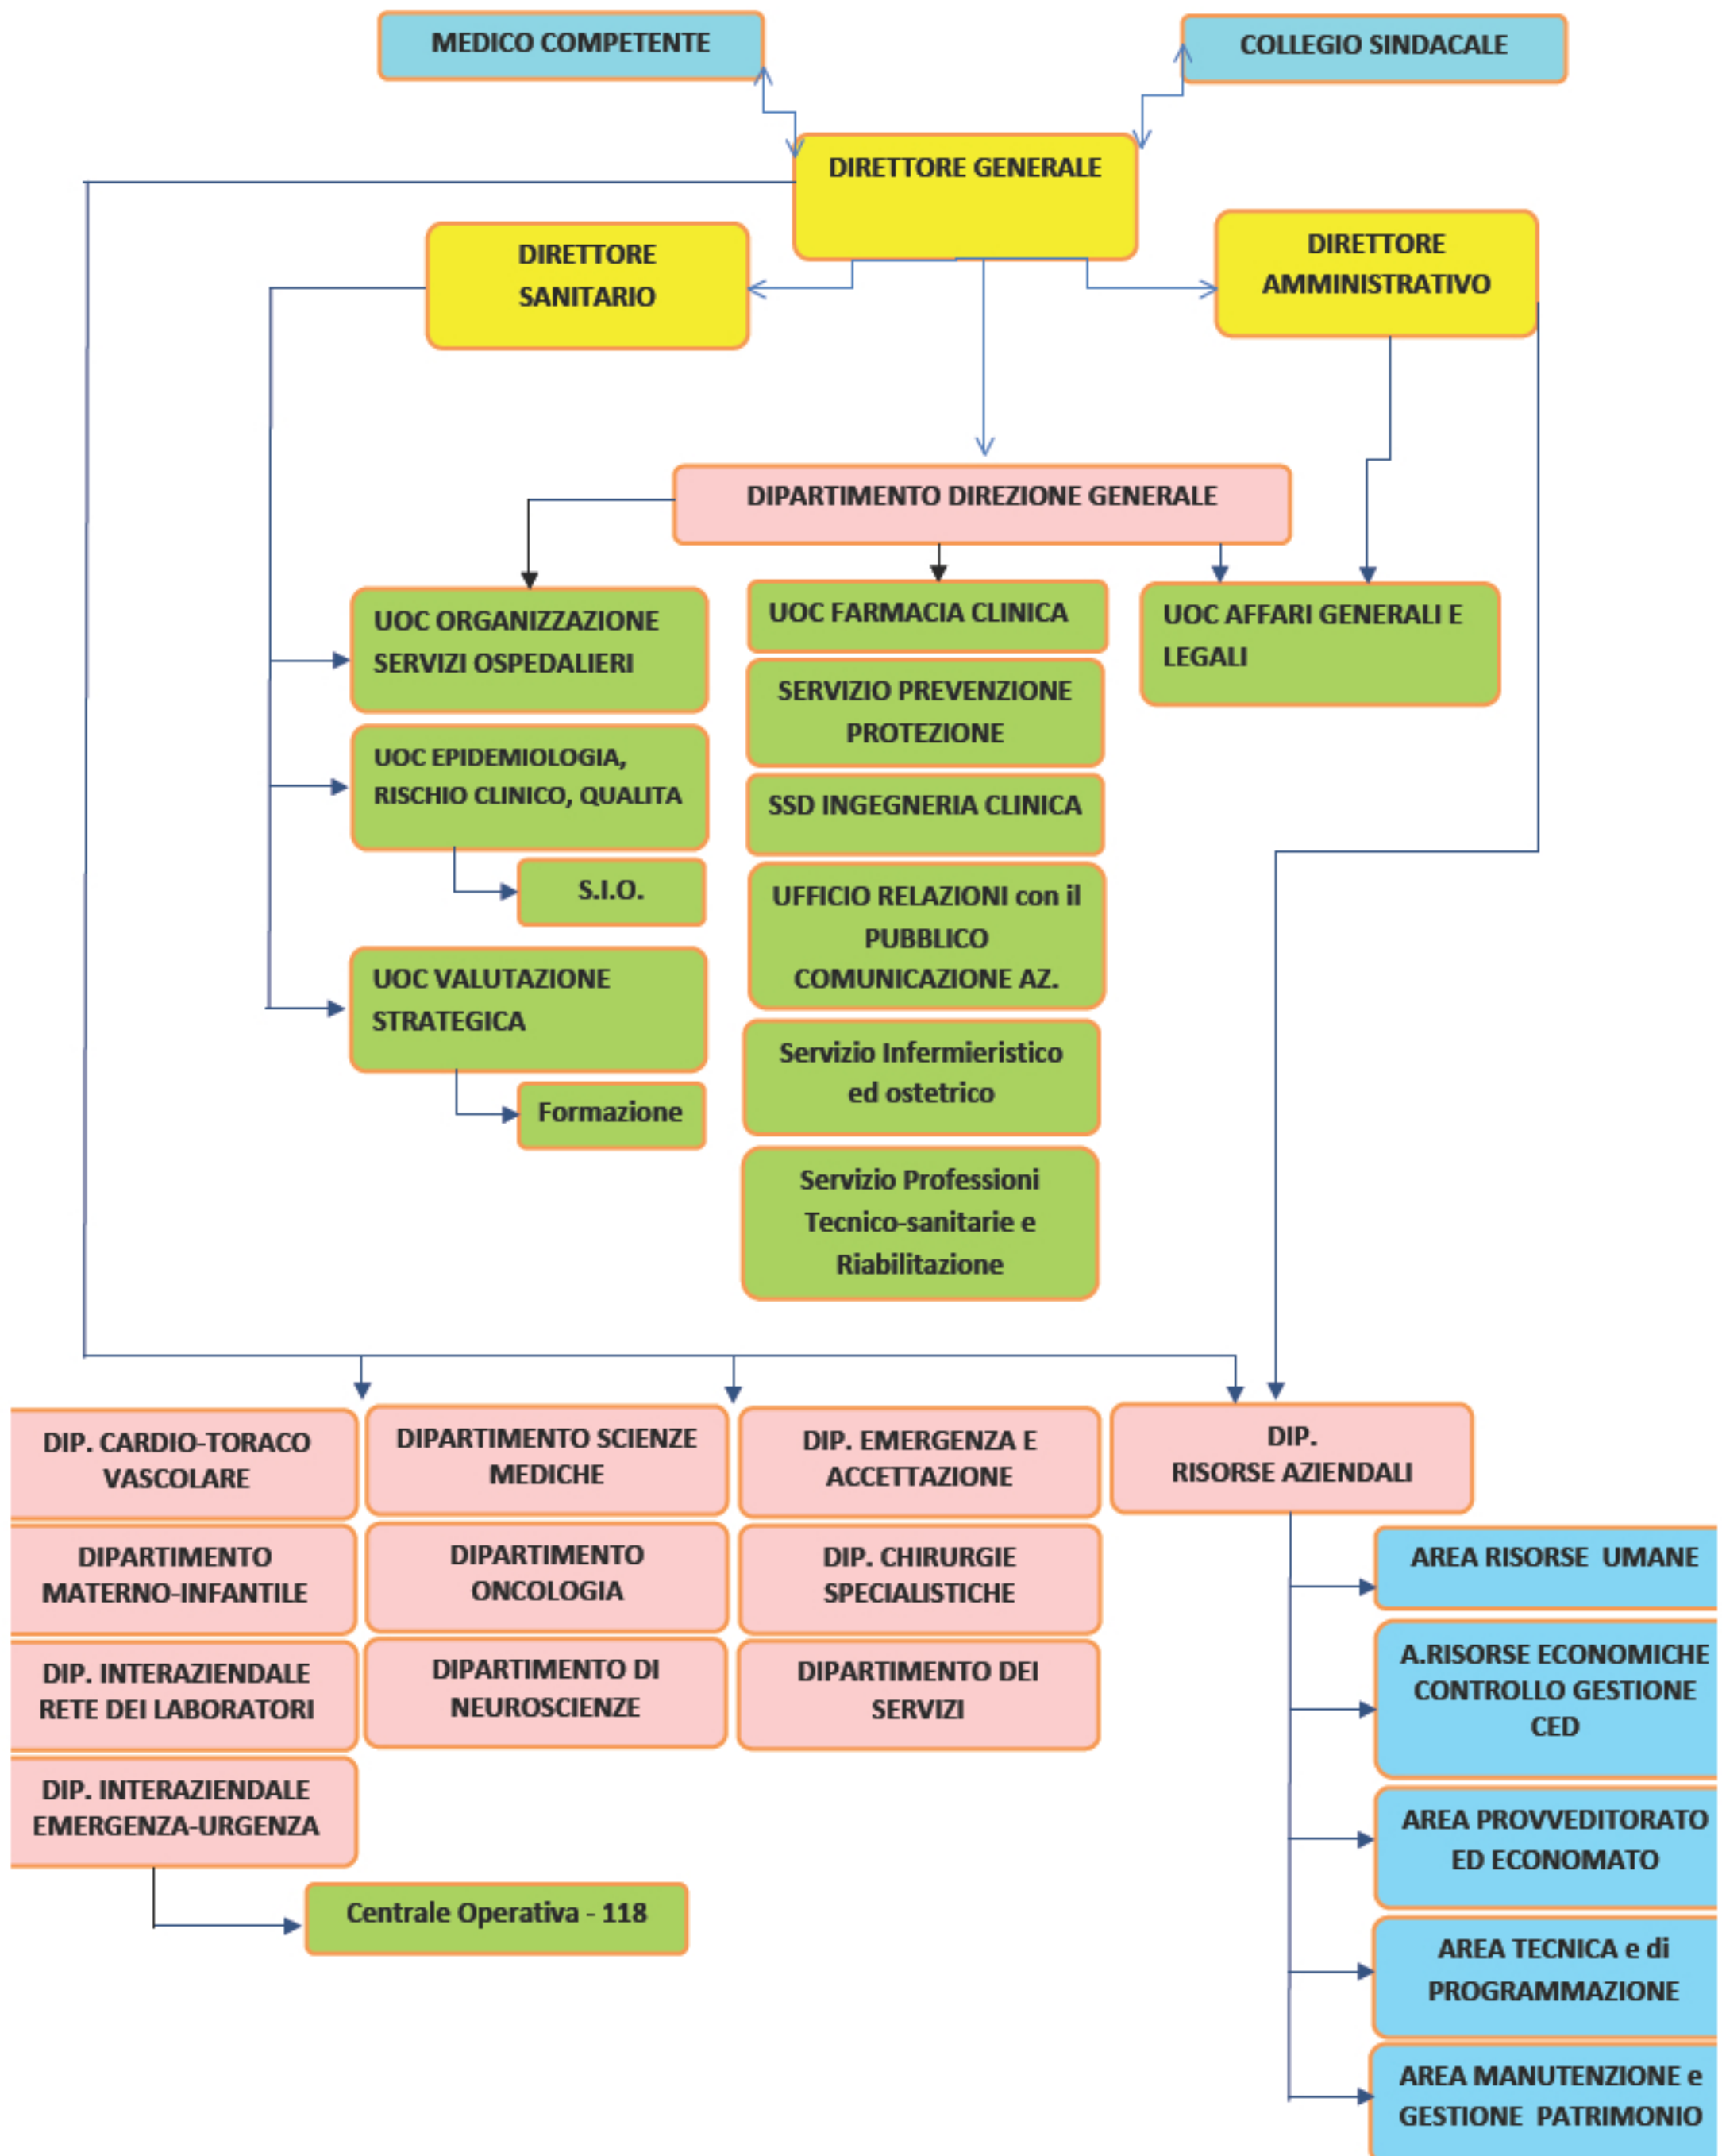 MEDICO COMPETENTE
COLLEGIO SINDACALE
DIRETTORE GENERALE
DIRETTORE
SANITARIO
DIRETTORE
AMMINISTRATIVO
DIPARTIMENTO DIREZIONE GENERALE
UOC ORGANIZZAZIONE
SERVIZI OSPEDALIERI
UOC EPIDEMIOLOGIA,
RISCHIO CLINICO, QUALITA
S.I.O.
UOC VALUTAZIONE
STRATEGICA
Formazione
UOC FARMACIA CLINICA
SERVIZIO PREVENZIONE
PROTEZIONE
SSD INGEGNERIA CLINICA
UFFICIO RELAZIONI con il
PUBBLICO
COMUNICAZIONE AZ.
Servizio Infermieristico
ed ostetrico
Servizio Professioni
Tecnico-sanitarie e
Riabilitazione
UOC AFFARI GENERALI E
LEGALI
DIP. CARDIO-TORACO
VASCOLARE
DIPARTIMENTO
MATERNO-INFANTILE
DIP. INTERAZIENDALE
RETE DEI LABORATORI
DIP. INTERAZIENDALE
EMERGENZA-URGENZA
Centrale Operativa - 118
DIPARTIMENTO SCIENZE
MEDICHE
DIPARTIMENTO
ONCOLOGIA
DIPARTIMENTO DI
NEUROSCIENZE
DIP. EMERGENZA E
ACCETTAZIONE
DIP. CHIRURGIE
SPECIALISTICHE
DIPARTIMENTO DEI
SERVIZI
DIP.
RISORSE AZIENDALI
AREA RISORSE  UMANE
A.RISORSE ECONOMICHE
CONTROLLO GESTIONE
CED
AREA PROVVEDITORATO
ED ECONOMATO
AREA TECNICA e di
PROGRAMMAZIONE
AREA MANUTENZIONE e
GESTIONE  PATRIMONIO